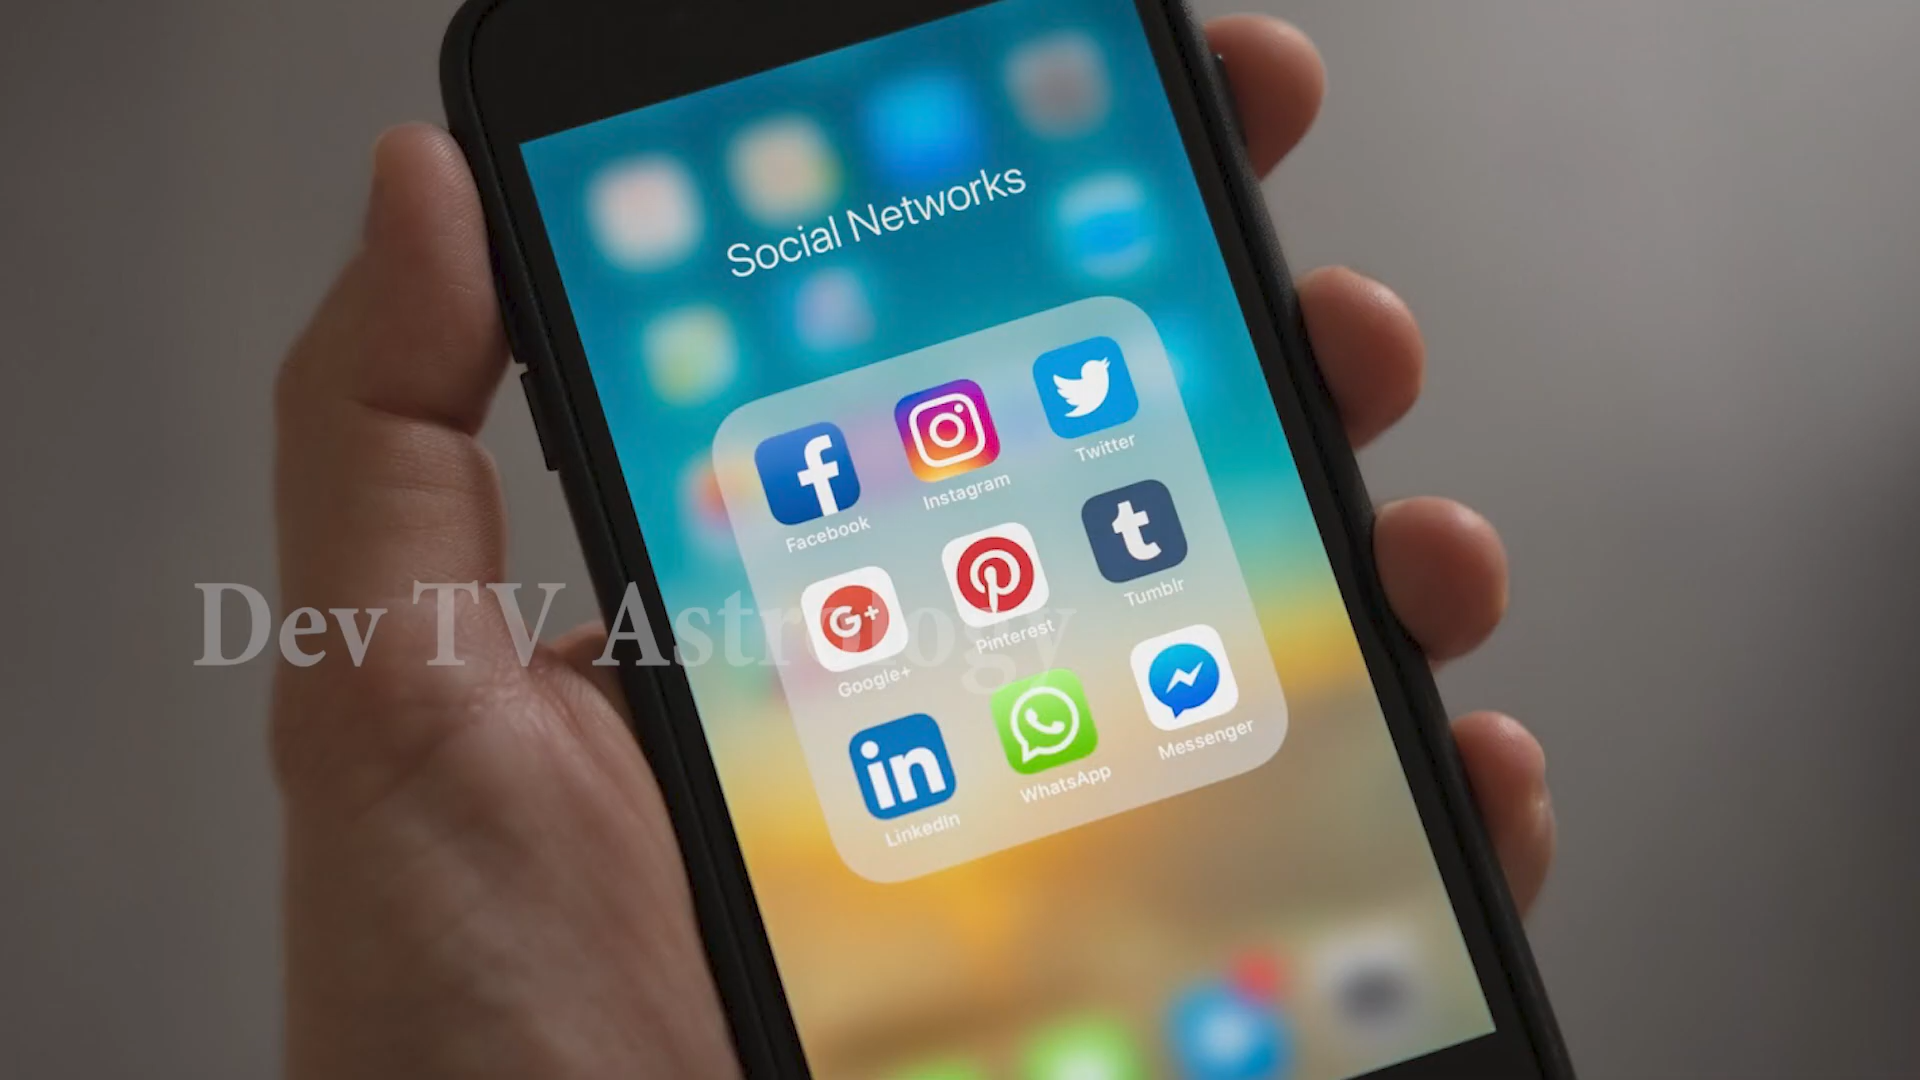 Social Networks
Facebook
Instagram
Twitter
Google+
Pinterest
Tumblr
LinkedIn
WhatsApp
Messenger
Dev TV Astrology